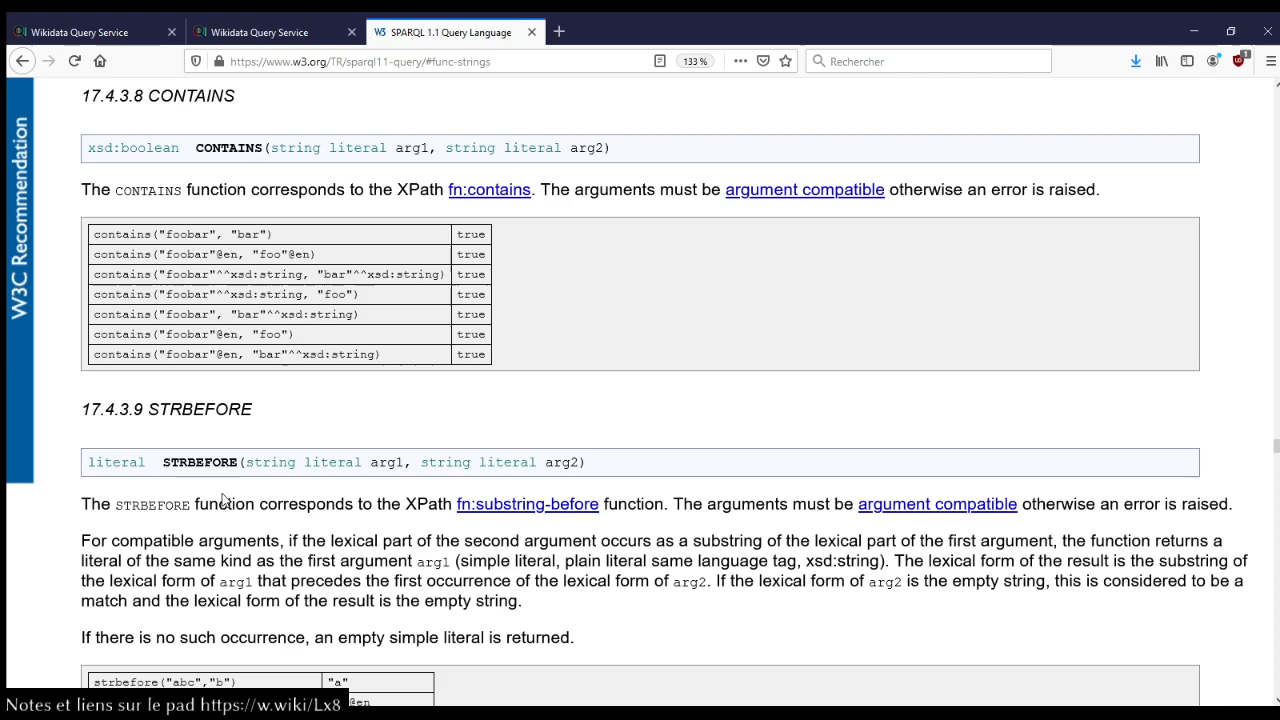 Wikidata Query Service
Wikidata Query Service
W3 SPARQL 1.1 Query Language
https://www.w3.org/TR/sparql11-query/#func-strings
133 %
Rechercher
1
W3C Recommendation
17.4.3.8 CONTAINS
xsd:boolean CONTAINS(string literal arg1, string literal arg2)
The CONTAINS function corresponds to the XPath fn:contains. The arguments must be argument compatible otherwise an error is raised.
contains("foobar", "bar") true
contains("foobar"@en, "foo"@en) true
contains("foobar"^^xsd:string, "bar"^^xsd:string) true
contains("foobar"^^xsd:string, "foo") true
contains("foobar", "bar"^^xsd:string) true
contains("foobar"@en, "foo") true
contains("foobar"@en, "bar"^^xsd:string) true
17.4.3.9 STRBEFORE
literal STRBEFORE(string literal arg1, string literal arg2)
The STRBEFORE function corresponds to the XPath fn:substring-before function. The arguments must be argument compatible otherwise an error is raised.
For compatible arguments, if the lexical part of the second argument occurs as a substring of the lexical part of the first argument, the function returns a
literal of the same kind as the first argument arg1 (simple literal, plain literal same language tag, xsd:string). The lexical form of the result is the substring of
the lexical form of arg1 that precedes the first occurrence of the lexical form of arg2. If the lexical form of arg2 is the empty string, this is considered to be a
match and the lexical form of the result is the empty string.
If there is no such occurrence, an empty simple literal is returned.
strbefore("abc","b") "a"
@en
Notes et liens sur le pad https://w.wiki/Lx8